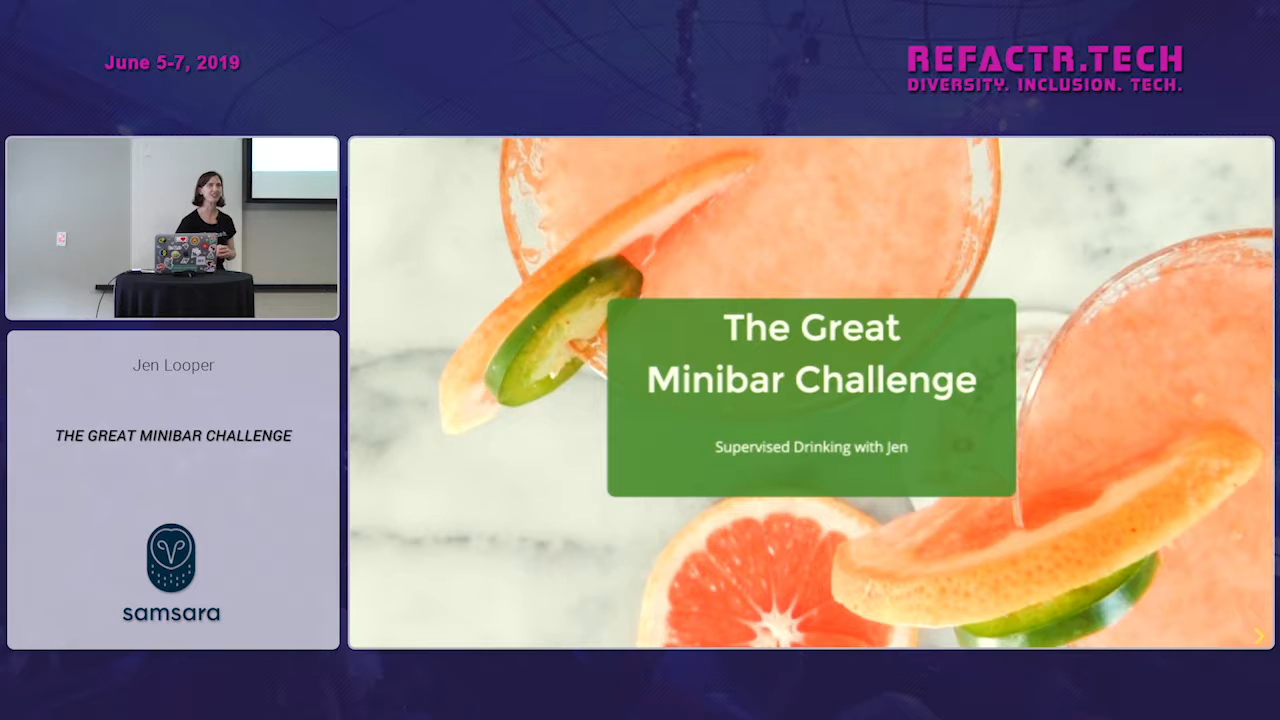 June 5-7, 2019
REFACTR.TECH
DIVERSITY. INCLUSION. TECH.
Jen Looper
THE GREAT MINIBAR CHALLENGE
samsara
The Great
Minibar Challenge
Supervised Drinking with Jen